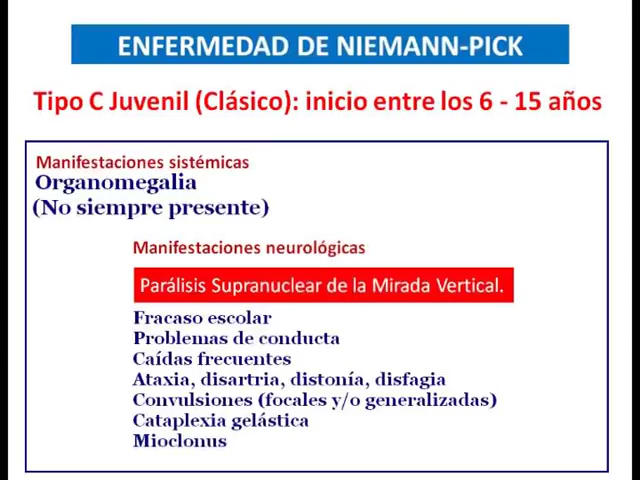 ENFERMEDAD DE NIEMANN-PICK
Tipo C Juvenil (Clásico): inicio entre los 6 - 15 años
Manifestaciones sistémicas
Organomegalia
(No siempre presente)
Manifestaciones neurológicas
Parálisis Supranuclear de la Mirada Vertical.
Fracaso escolar
Problemas de conducta
Caídas frecuentes
Ataxia, disartria, distonía, disfagia
Convulsiones (focales y/o generalizadas)
Cataplexia gelástica
Mioclonus